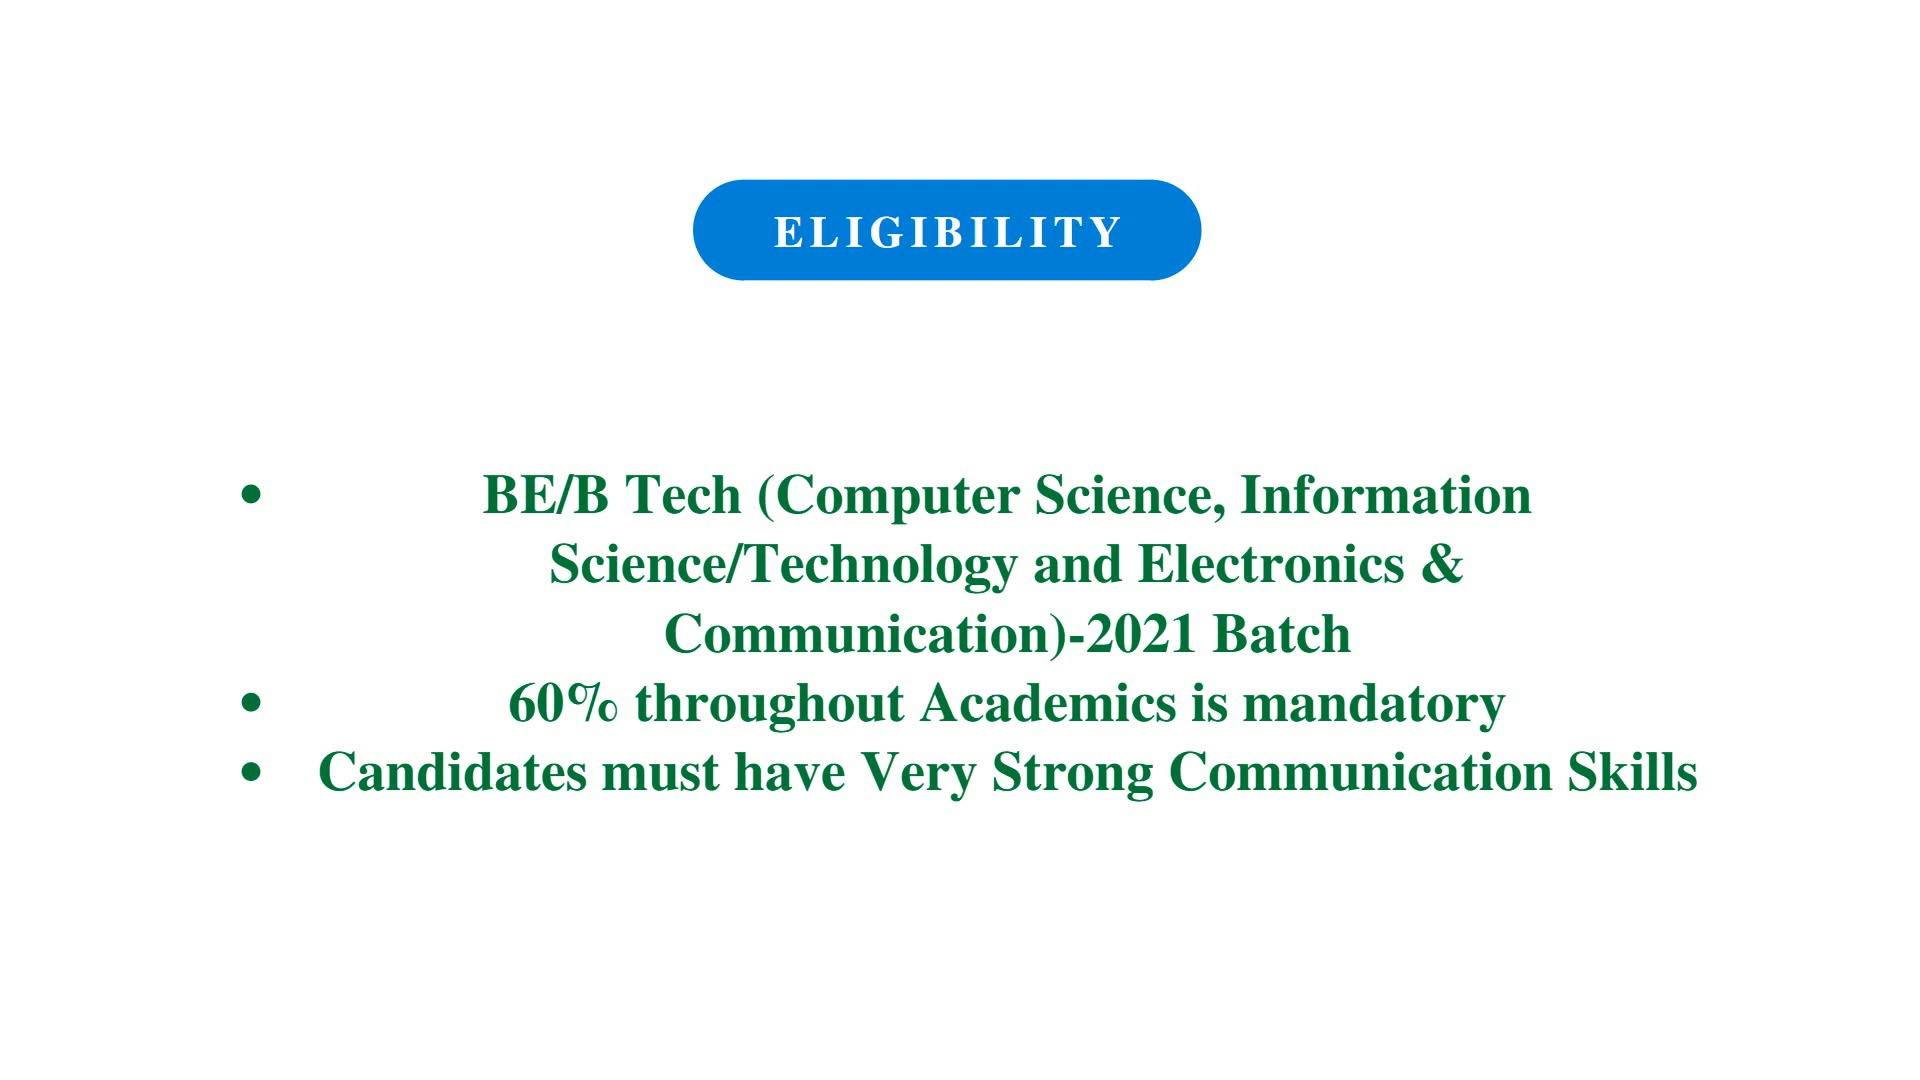 ELIGIBILITY
• BE/B Tech (Computer Science, Information
Science/Technology and Electronics &
Communication)-2021 Batch
• 60% throughout Academics is mandatory
• Candidates must have Very Strong Communication Skills